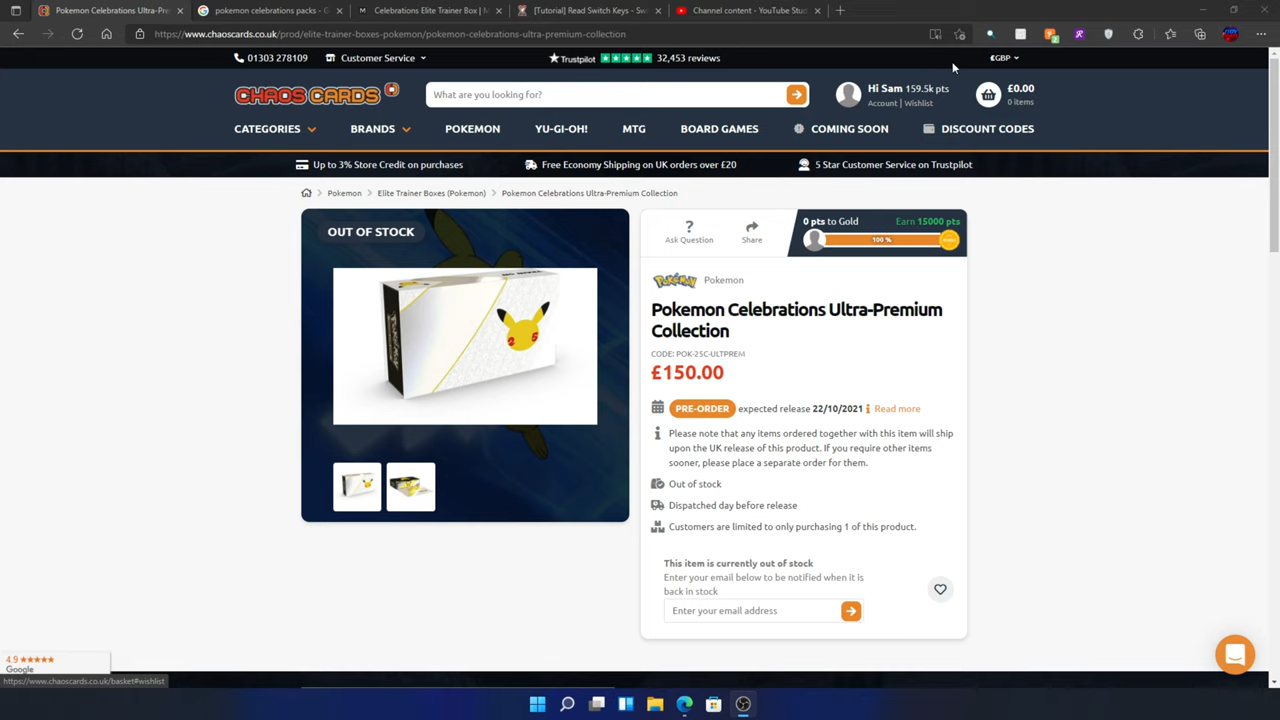 Pokemon Celebrations Ultra-Pre
pokemon celebrations packs - G
Celebrations Elite Trainer Box | M
[Tutorial] Read Switch Keys - Sw
Channel content - YouTube Stud
https://www.chaoscards.co.uk/prod/elite-trainer-boxes-pokemon/pokemon-celebrations-ultra-premium-collection
01303 278109
Customer Service
Trustpilot 32,453 reviews
€GBP
CHAOS CARDS
What are you looking for?
Hi Sam 159.5k pts
Account | Wishlist
£0.00
0 items
CATEGORIES BRANDS POKEMON YU-GI-OH! MTG BOARD GAMES COMING SOON DISCOUNT CODES
Up to 3% Store Credit on purchases
Free Economy Shipping on UK orders over £20
5 Star Customer Service on Trustpilot
Pokemon > Elite Trainer Boxes (Pokemon) > Pokemon Celebrations Ultra-Premium Collection
OUT OF STOCK
Ask Question
Share
0 pts to Gold
Earn 15000 pts
100 %
Pokémon
Pokemon
Pokemon Celebrations Ultra-Premium
Collection
CODE: POK-25C-ULTPREM
£150.00
PRE-ORDER expected release 22/10/2021 Read more
Please note that any items ordered together with this item will ship
upon the UK release of this product. If you require other items
sooner, please place a separate order for them.
Out of stock
Dispatched day before release
Customers are limited to only purchasing 1 of this product.
This item is currently out of stock
Enter your email below to be notified when it is
back in stock
Enter your email address
4.9
Google
https://www.chaoscards.co.uk/basket#wishlist